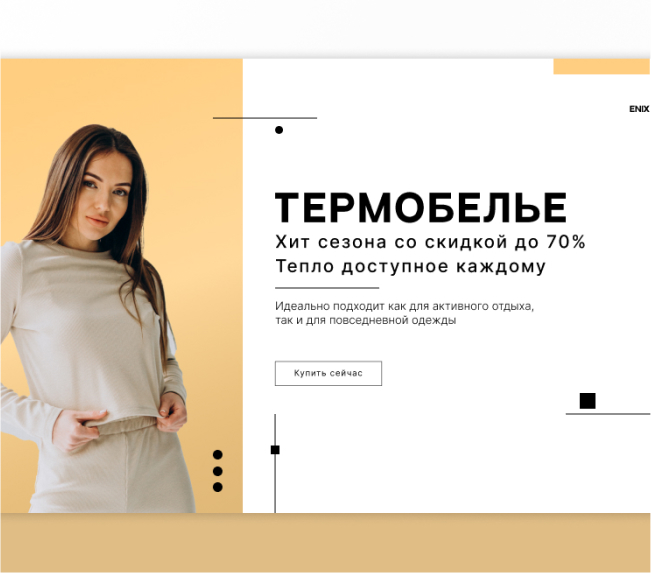 ENIX
ТЕРМОБЕЛЬЕ
Хит сезона со скидкой до 70%
Тепло доступное каждому
Идеально подходит как для активного отдыха,
так и для повседневной одежды
Купить сейчас